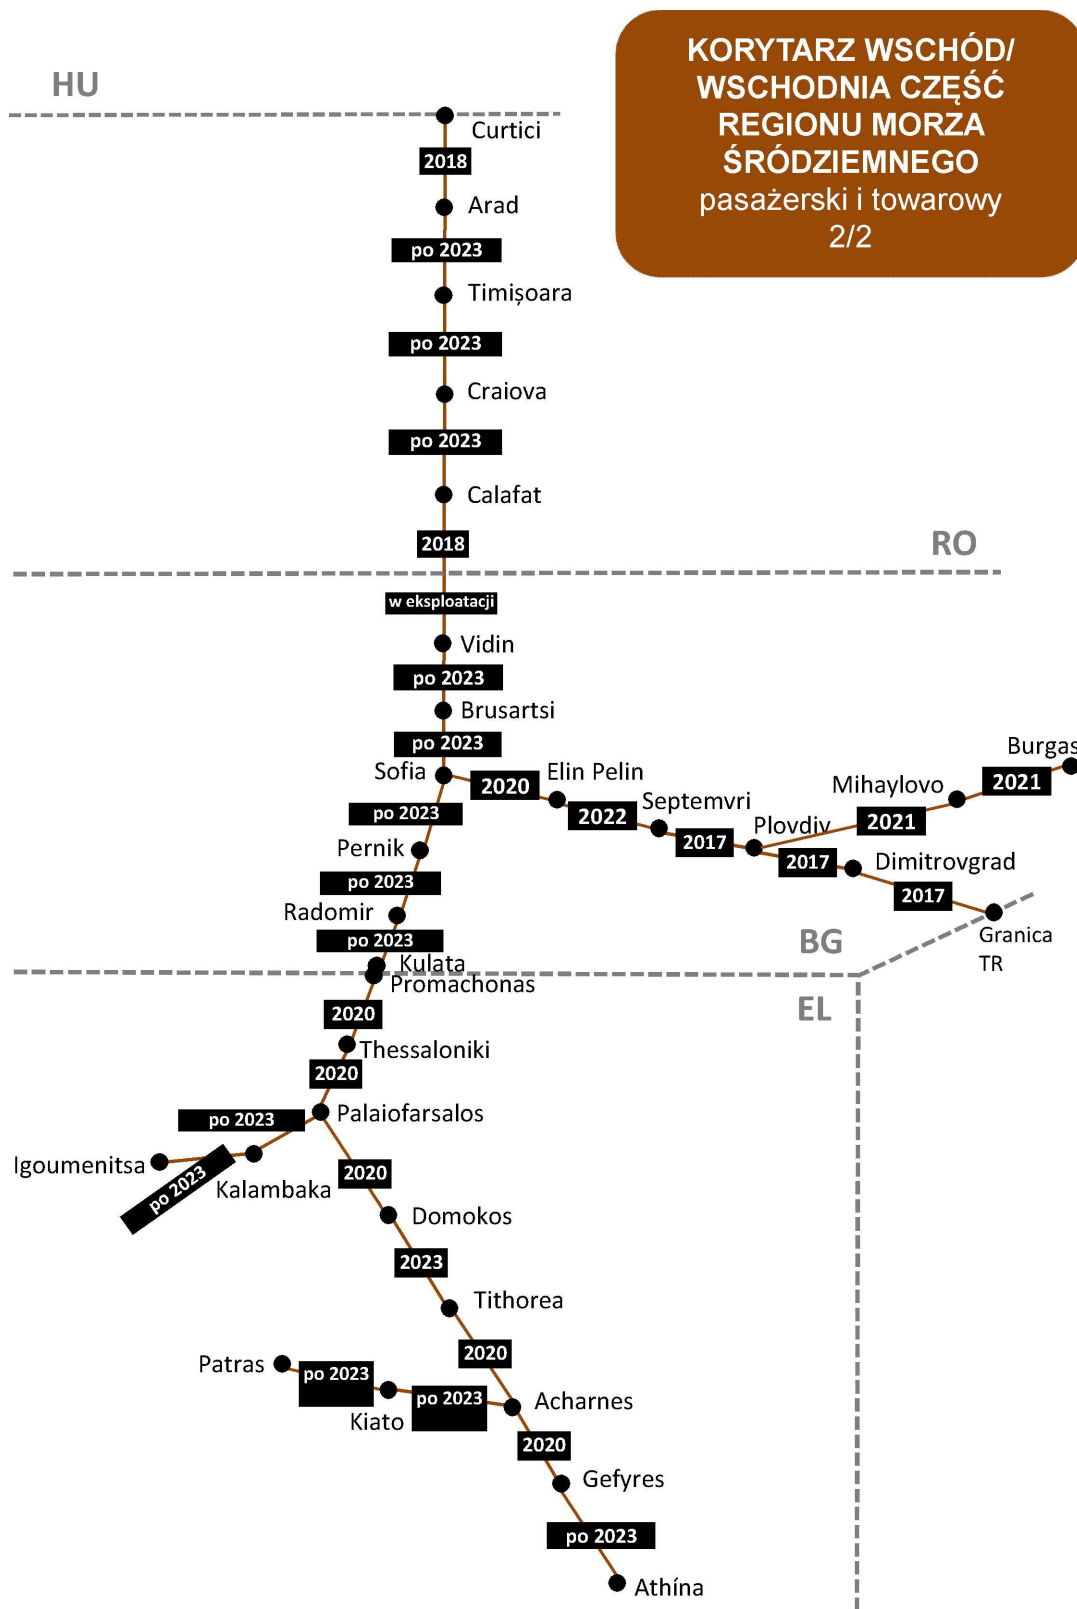 KORYTARZ WSCHÓD/
WSCHODNIA CZĘŚĆ
REGIONU MORZA
ŚRÓDZIEMNEGO
pasażerski i towarowy
2/2
HU
Curtici
2018
Arad
po 2023
Timișoara
po 2023
Craiova
po 2023
Calafat
2018
RO
w eksploatacji
Vidin
po 2023
Brusartsi
po 2023
Sofia
2020
Elin Pelin
2022
Septemvri
2017
Plovdiv
2021
Mihaylovo
2021
Burgas
2017
Dimitrovgrad
2017
Granica
TR
po 2023
Pernik
po 2023
Radomir
po 2023
Kulata
BG
Promachonas
EL
2020
Thessaloniki
2020
Palaiofarsalos
po 2023
Igoumenitsa
po 2023
Kalambaka
2020
Domokos
2023
Tithorea
2020
Patras
po 2023
Kiato
po 2023
Acharnes
2020
Gefyres
po 2023
Athína